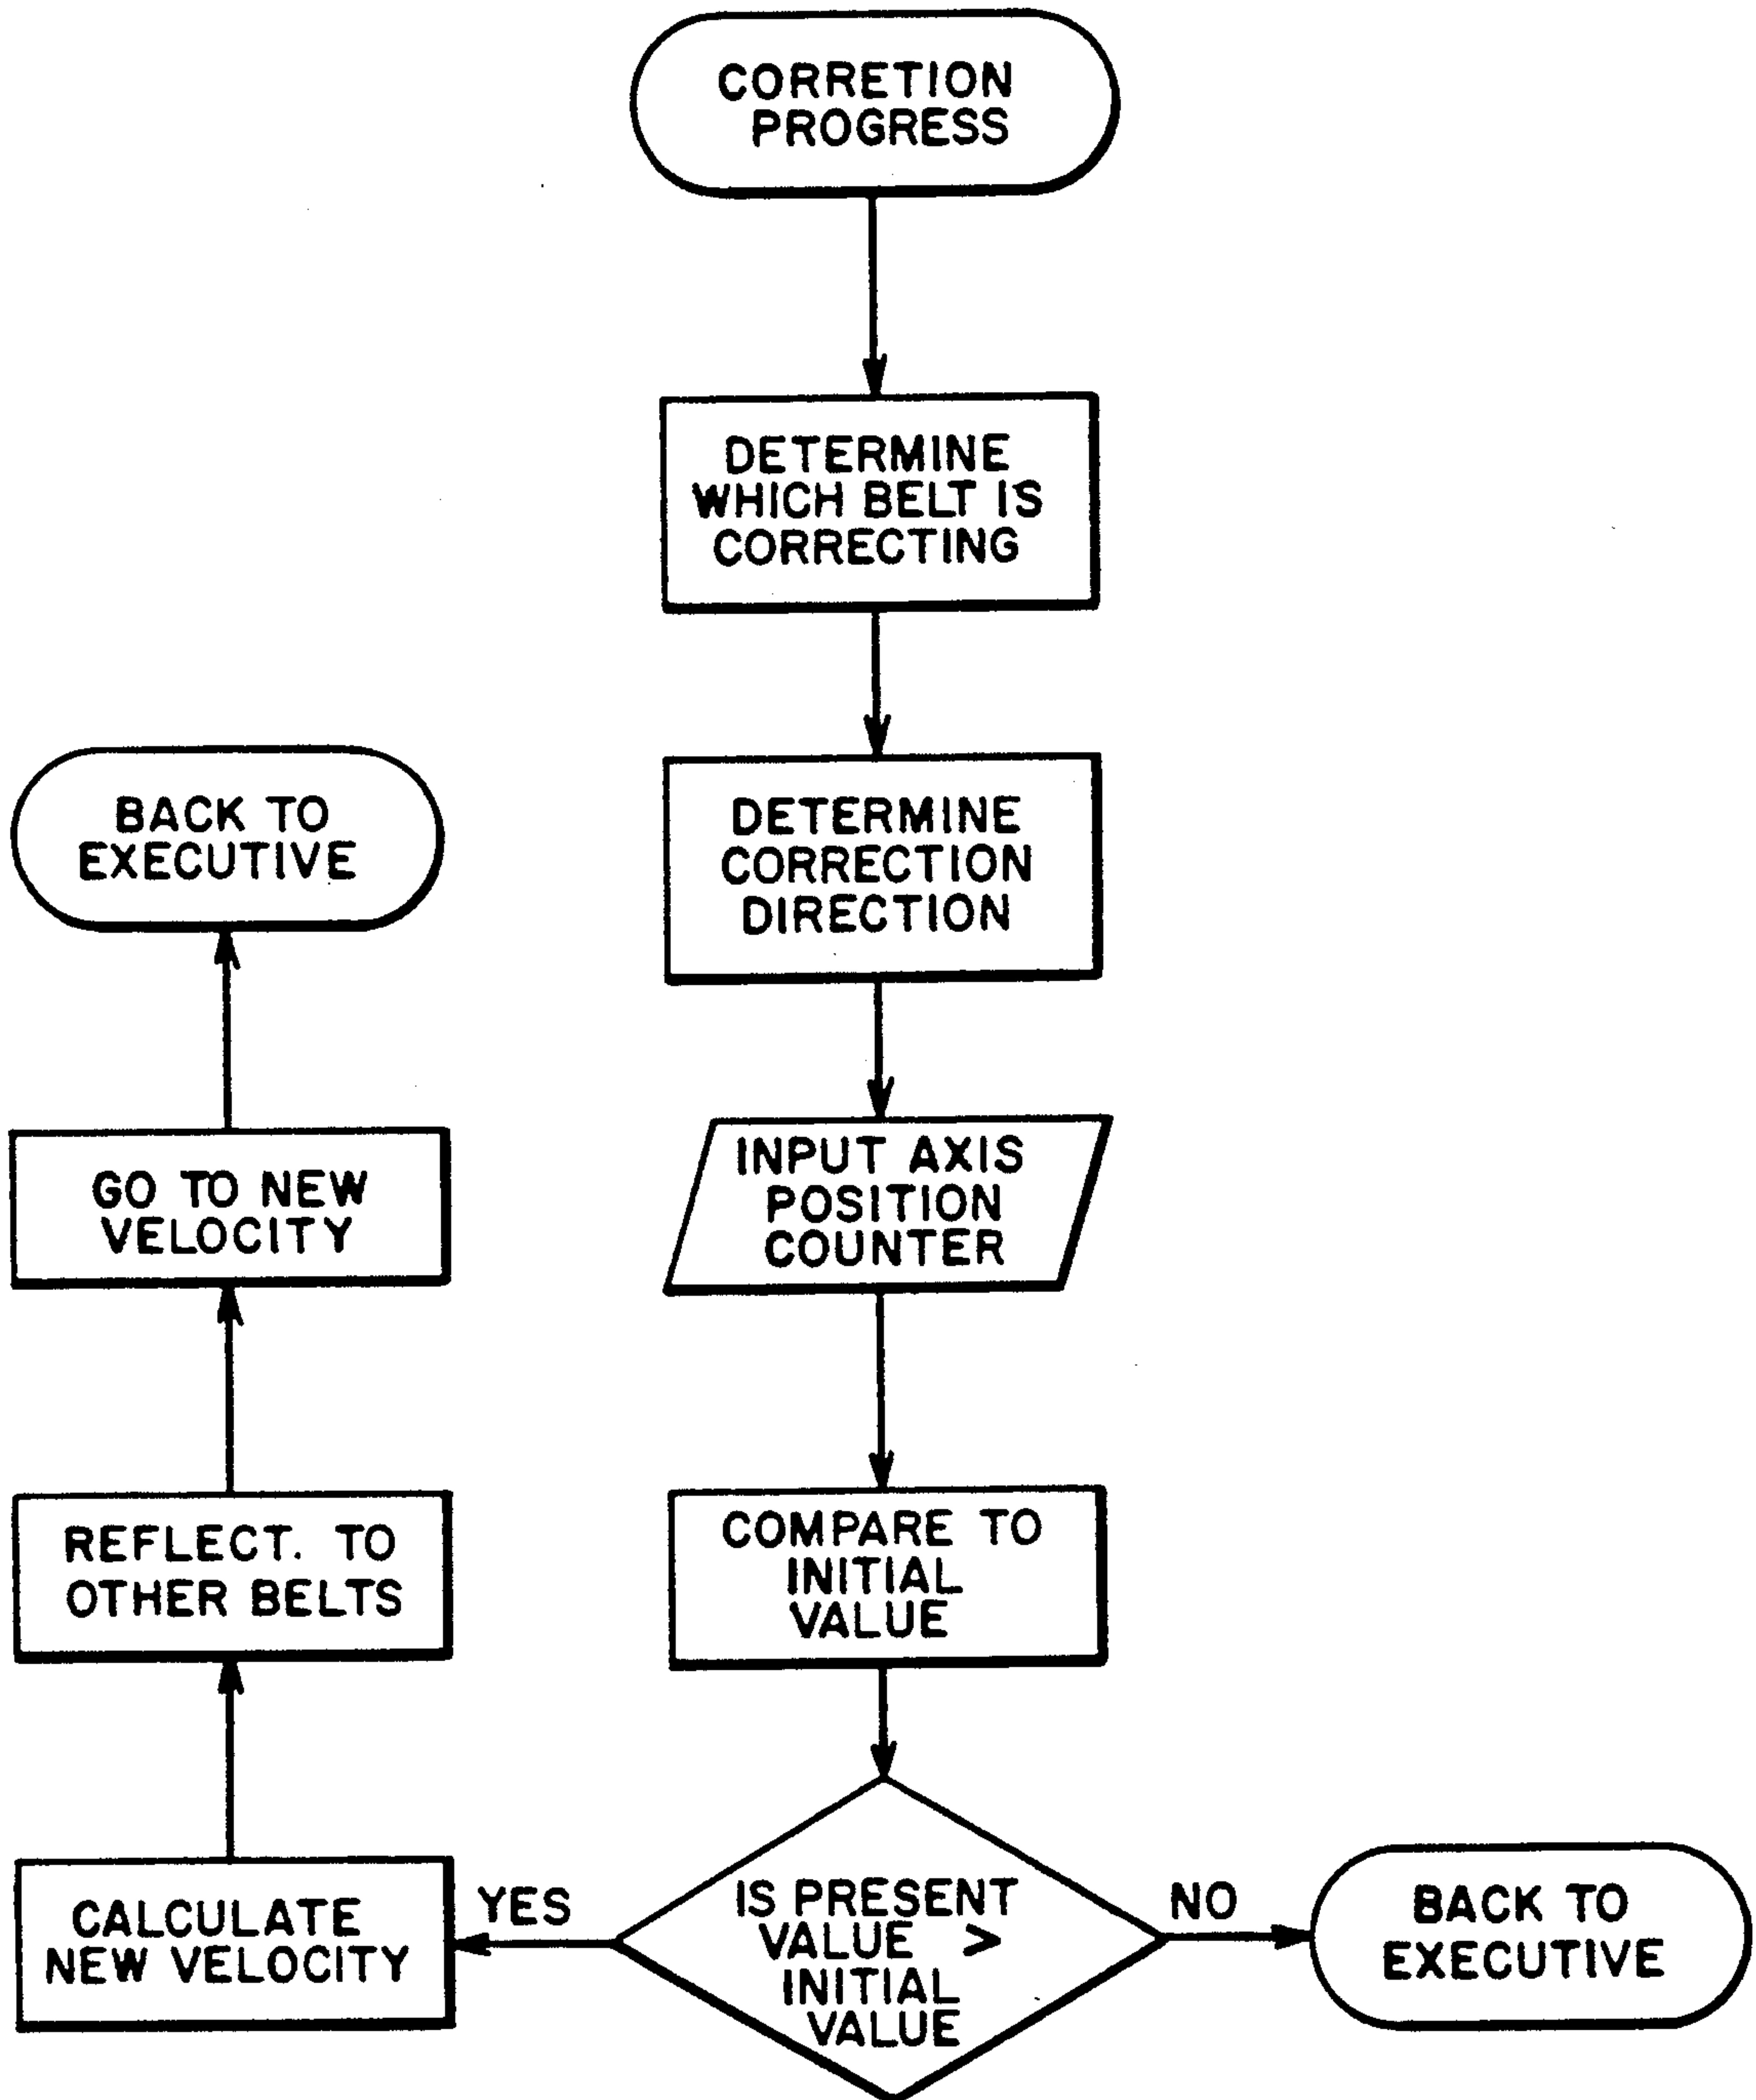 CORRETION
PROGRESS
DETERMINE
WHICH BELT IS
CORRECTING
DETERMINE
CORRECTION
DIRECTION
INPUT AXIS
POSITION
COUNTER
COMPARE TO
INITIAL
VALUE
IS PRESENT
VALUE >
INITIAL
VALUE
YES
NO
CALCULATE
NEW VELOCITY
REFLECT. TO
OTHER BELTS
GO TO NEW
VELOCITY
BACK TO
EXECUTIVE
BACK TO
EXECUTIVE